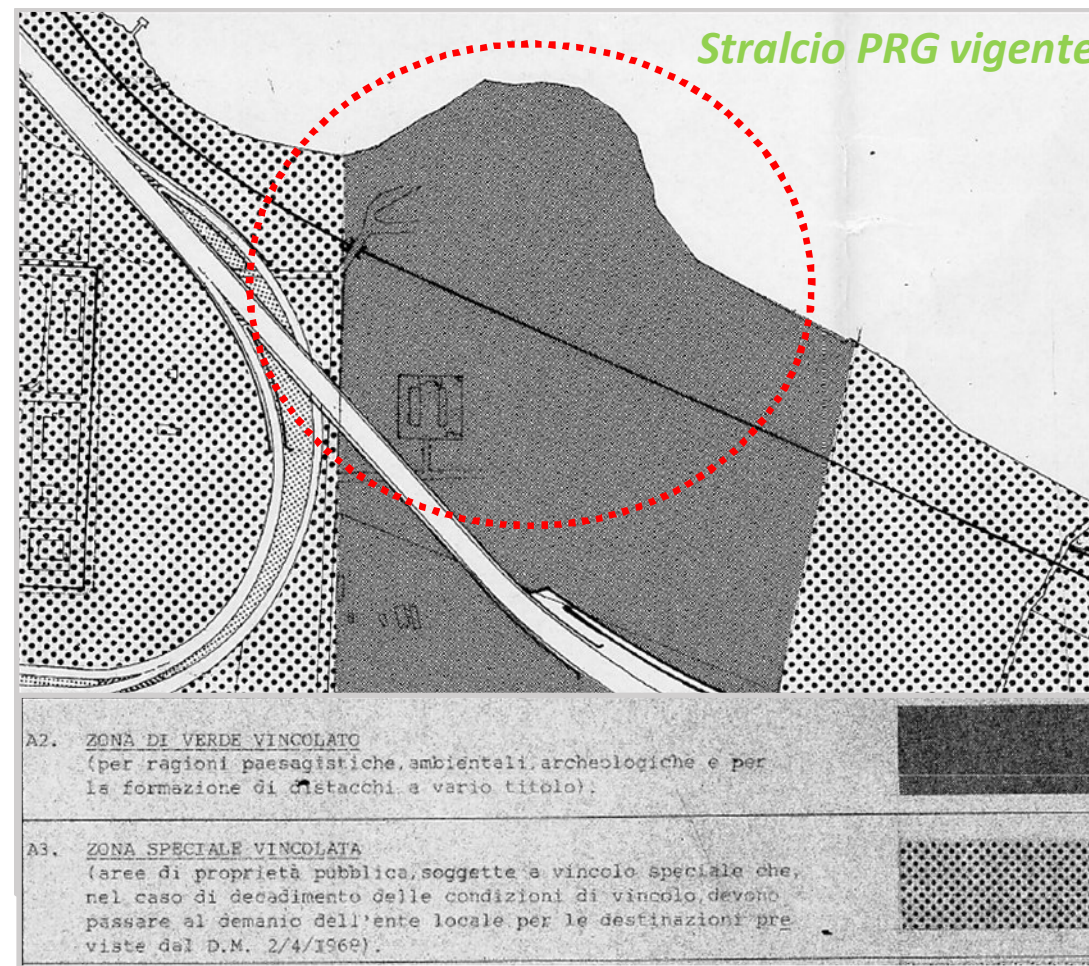 Stralcio PRG vigente
A2. ZONA DI VERDE VINCOLATO
(per ragioni paesagistiche,ambientali,archeologiche e per
la formazione di distacchi a vario titolo).
A3. ZONA SPECIALE VINCOLATA
(aree di proprietà pubblica,soggette a vincolo speciale che,
nel caso di decadimento delle condizioni di vincolo,devono
passare al demanio dell'ente locale per le destinazioni pre
viste dal D.M. 2/4/1968).